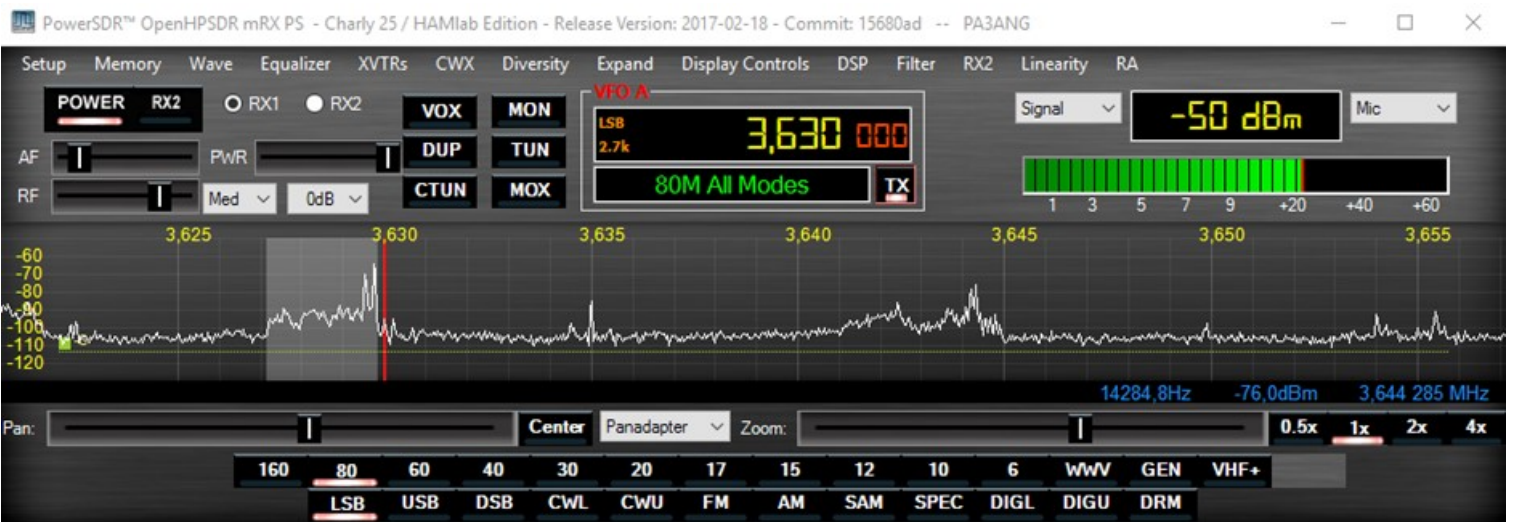 PowerSDR™ OpenHPSDR mRX PS - Charly 25 / HAMlab Edition - Release Version: 2017-02-18 - Commit: 15680ad -- PA3ANG
Setup Memory Wave Equalizer XVTRs CWX Diversity Expand Display Controls DSP Filter RX2 Linearity RA
POWER RX2 RX1 RX2 VOX MON
VFO A
LSB
2.7k
3,630 000
Signal -50 dBm Mic
AF PWR DUP TUN
RF Med 0dB CTUN MOX
80M All Modes TX
1 3 5 7 9 +20 +40 +60
3,625 3,630 3,635 3,640 3,645 3,650 3,655
-60
-70
-80
-90
-100
-110
-120
14284,8Hz -76,0dBm 3,644 285 MHz
Pan: Center Panadapter Zoom: 0.5x 1x 2x 4x
160 80 60 40 30 20 17 15 12 10 6 WWV GEN VHF+
LSB USB DSB CWL CWU FM AM SAM SPEC DIGL DIGU DRM